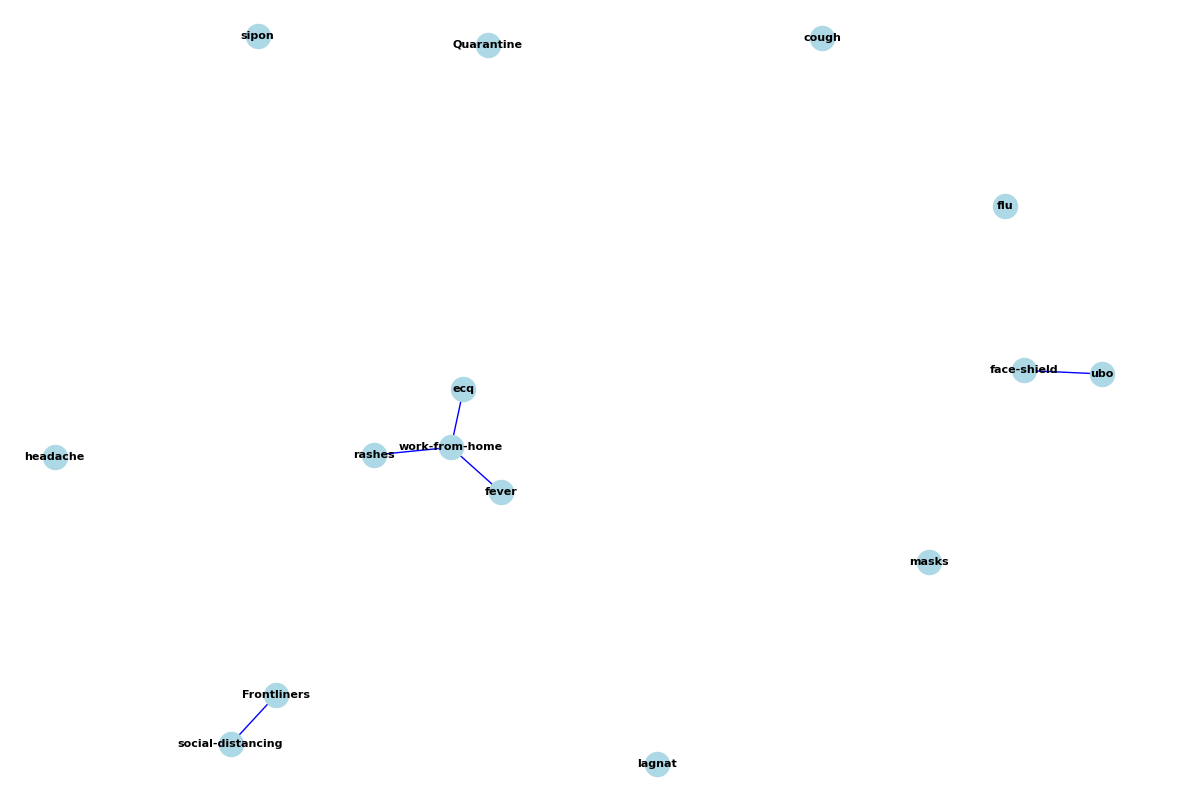 sipon
Quarantine
cough
flu
face-shield
ubo
ecq
work-from-home
rashes
headache
fever
masks
Frontliners
social-distancing
lagnat